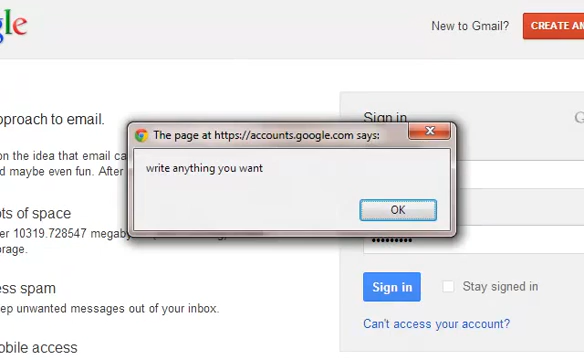 gle
New to Gmail?
CREATE AN
pproach to email.
on the idea that email ca
d maybe even fun. After
Sign in
G
The page at https://accounts.google.com says:
write anything you want
OK
ots of space
er 10319.728547 megab
orage.
ess spam
ep unwanted messages out of your inbox.
obile access
•••••••••
Sign in
Stay signed in
Can't access your account?